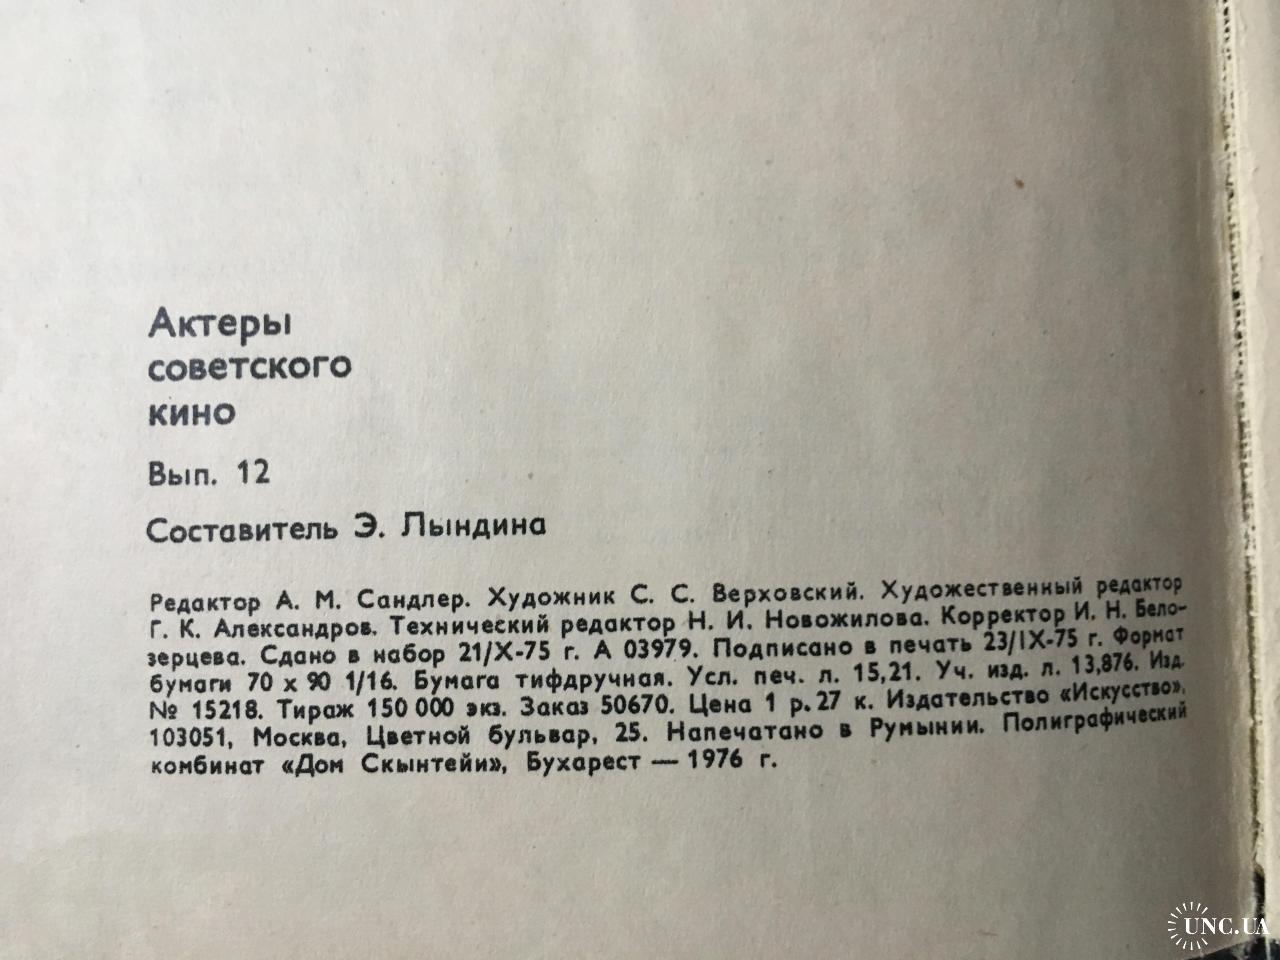 Актеры
советского
кино
Вып. 12
Составитель Э. Лындина
Редактор А. М. Сандлер. Художник С. С. Верховский. Художественный редактор
Г. К. Александров. Технический редактор Н. И. Новожилова. Корректор И. Н. Бело-
зерцева. Сдано в набор 21/X-75 г. А 03979. Подписано в печать 23/IX-75 г. Формат
бумаги 70 x 90 1/16. Бумага тифдручная. Усл. печ. л. 15,21. Уч. изд. л. 13,876. Изд.
№ 15218. Тираж 150 000 экз. Заказ 50670. Цена 1 р. 27 к. Издательство «Искусство»,
103051, Москва, Цветной бульвар, 25. Напечатано в Румынии. Полиграфический
комбинат «Дом Скынтейи», Бухарест — 1976 г.
UNC.UA